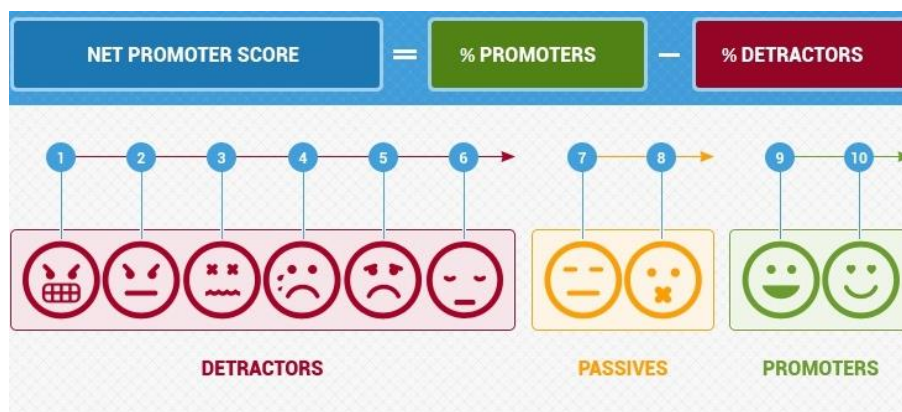 NET PROMOTER SCORE = % PROMOTERS – % DETRACTORS
1 2 3 4 5 6 7 8 9 10
DETRACTORS PASSIVES PROMOTERS